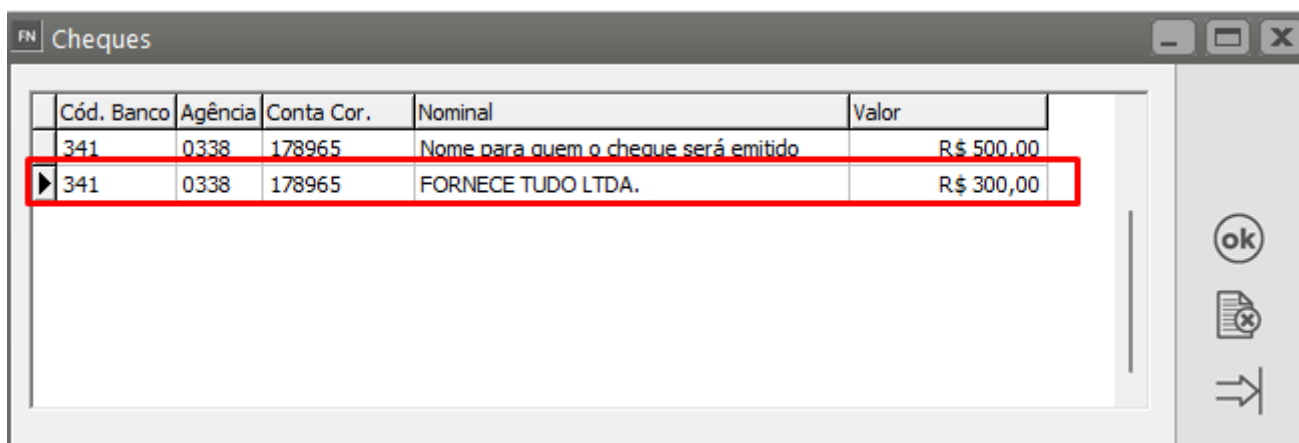 FN Cheques
Cód. Banco Agência Conta Cor. Nominal Valor
341 0338 178965 Nome para quem o cheque será emitido R$ 500,00
341 0338 178965 FORNECE TUDO LTDA. R$ 300,00
ok